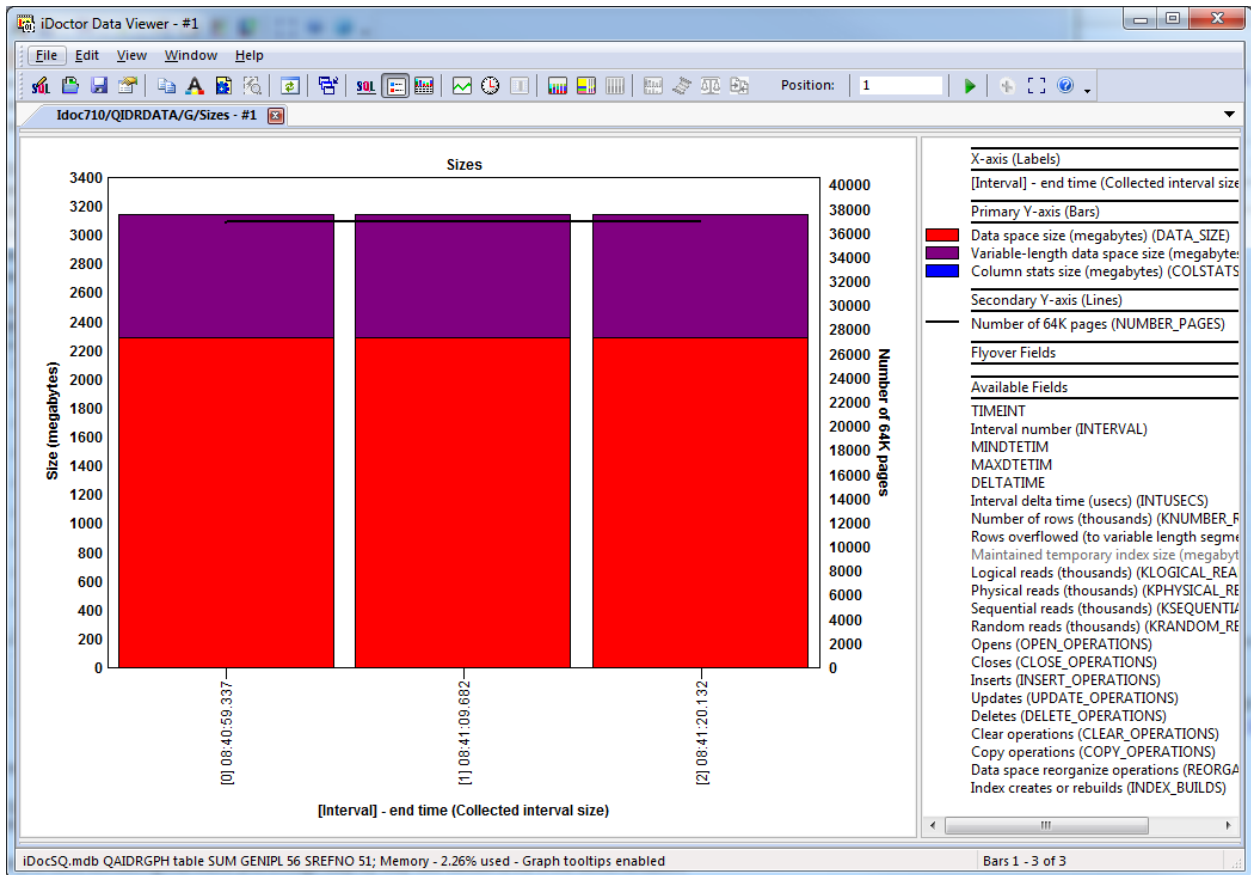 iDoctor Data Viewer - #1
File Edit View Window Help
SQL SQL Position: 1
Idoc710/QIDRDATA/G/Sizes - #1
Sizes
3400
3200
3000
2800
2600
2400
2200
2000
1800
1600
1400
1200
1000
800
600
400
200
0
Size (megabytes)
40000
38000
36000
34000
32000
30000
28000
26000
24000
22000
20000
18000
16000
14000
12000
10000
8000
6000
4000
2000
0
Number of 64K pages
[0] 08:40:59.337
[1] 08:41:09.682
[2] 08:41:20.132
[Interval] - end time (Collected interval size)
X-axis (Labels)
[Interval] - end time (Collected interval size
Primary Y-axis (Bars)
Data space size (megabytes) (DATA_SIZE)
Variable-length data space size (megabytes
Column stats size (megabytes) (COLSTATS
Secondary Y-axis (Lines)
Number of 64K pages (NUMBER_PAGES)
Flyover Fields
Available Fields
TIMEINT
Interval number (INTERVAL)
MINDTETIM
MAXDTETIM
DELTATIME
Interval delta time (usecs) (INTUSECS)
Number of rows (thousands) (KNUMBER_R
Rows overflowed (to variable length segme
Maintained temporary index size (megabyt
Logical reads (thousands) (KLOGICAL_REA
Physical reads (thousands) (KPHYSICAL_RE
Sequential reads (thousands) (KSEQUENTIA
Random reads (thousands) (KRANDOM_RE
Opens (OPEN_OPERATIONS)
Closes (CLOSE_OPERATIONS)
Inserts (INSERT_OPERATIONS)
Updates (UPDATE_OPERATIONS)
Deletes (DELETE_OPERATIONS)
Clear operations (CLEAR_OPERATIONS)
Copy operations (COPY_OPERATIONS)
Data space reorganize operations (REORGA
Index creates or rebuilds (INDEX_BUILDS)
iDocSQ.mdb QAIDRGPH table SUM GENIPL 56 SREFNO 51; Memory - 2.26% used - Graph tooltips enabled
Bars 1 - 3 of 3